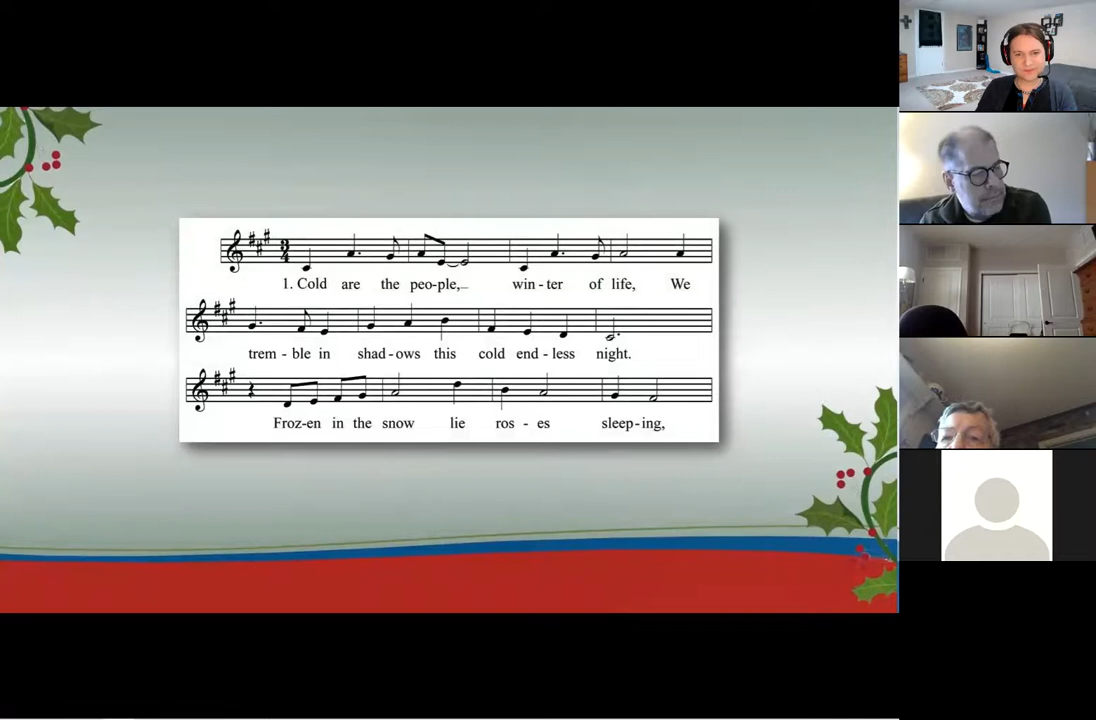 1. Cold are the peo-ple, win-ter of life, We
trem-ble in shad-ows this cold end-less night.
Froz-en in the snow lie ros-es sleep-ing,